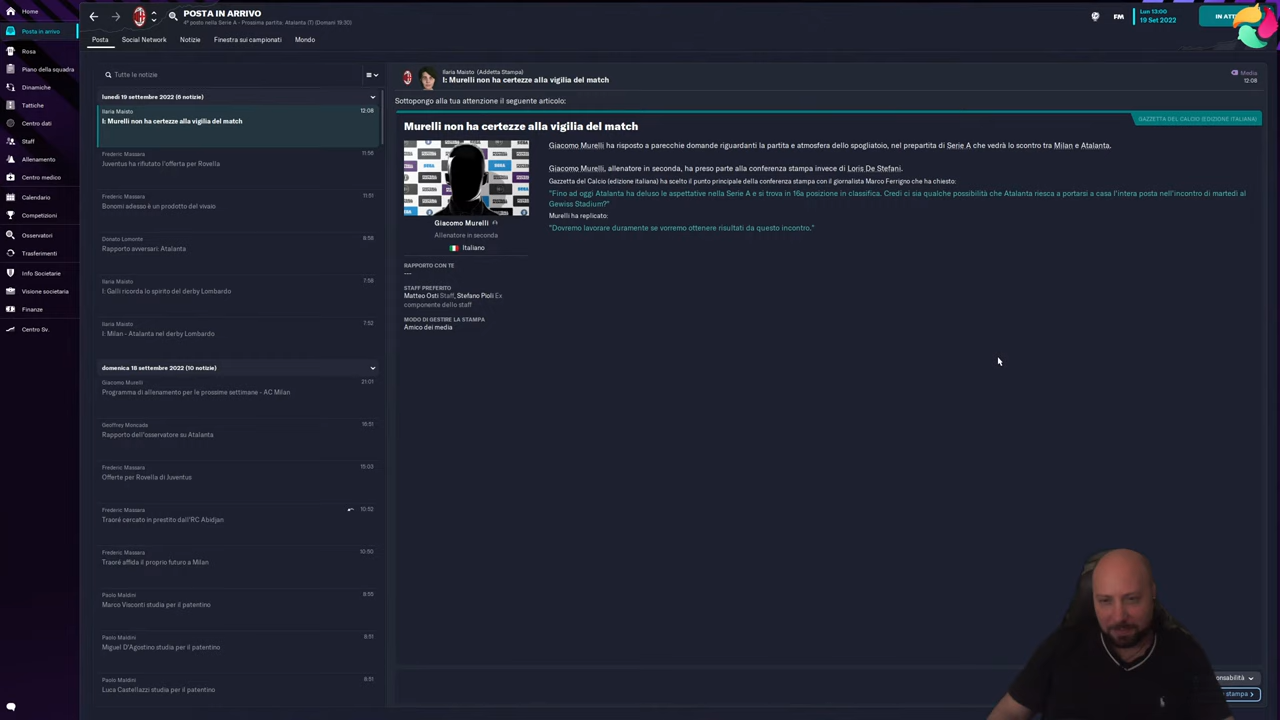 Home
Posta in arrivo
Rosa
Piano della squadra
Dinamiche
Tattiche
Centro dati
Staff
Allenamento
Centro medico
Calendario
Competizioni
Osservatori
Trasferimenti
Info Societarie
Visione societaria
Finanze
Centro Sv.
POSTA IN ARRIVO
4° posto nella Serie A - Prossima partita: Atalanta (T) (Domani 19:30)
FM
Lun 13:00
19 Set 2022
Posta
Social Network
Notizie
Finestra sui campionati
Mondo
Tutte le notizie
lunedì 19 settembre 2022 (6 notizie)
Ilaria Maisto 12:08
I: Murelli non ha certezze alla vigilia del match
Frederic Massara 11:56
Juventus ha rifiutato l'offerta per Rovella
Frederic Massara 11:51
Bonomi adesso è un prodotto del vivaio
Donato Lomonte 8:58
Rapporto avversari: Atalanta
Ilaria Maisto 7:58
I: Galli ricorda lo spirito del derby Lombardo
Ilaria Maisto 7:52
I: Milan - Atalanta nel derby Lombardo
domenica 18 settembre 2022 (10 notizie)
Giacomo Murelli 21:01
Programma di allenamento per le prossime settimane - AC Milan
Geoffrey Moncada 16:51
Rapporto dell'osservatore su Atalanta
Frederic Massara 15:03
Offerte per Rovella di Juventus
Frederic Massara 10:52
Traoré cercato in prestito dall'RC Abidjan
Frederic Massara 10:50
Traoré affida il proprio futuro a Milan
Paolo Maldini 8:55
Marco Visconti studia per il patentino
Paolo Maldini 8:51
Miguel D'Agostino studia per il patentino
Paolo Maldini 8:51
Luca Castellazzi studia per il patentino
Ilaria Maisto (Addetta Stampa)
I: Murelli non ha certezze alla vigilia del match
Media
12:08
Sottopongo alla tua attenzione il seguente articolo:
GAZZETTA DEL CALCIO (EDIZIONE ITALIANA)
Murelli non ha certezze alla vigilia del match
Giacomo Murelli
Allenatore in seconda
Italiano
RAPPORTO CON TE
---
STAFF PREFERITO
Matteo Osti Staff, Stefano Pioli Ex
componente dello staff
MODO DI GESTIRE LA STAMPA
Amico dei media
Giacomo Murelli ha risposto a parecchie domande riguardanti la partita e atmosfera dello spogliatoio, nel prepartita di Serie A che vedrà lo scontro tra Milan e Atalanta.
Giacomo Murelli, allenatore in seconda, ha preso parte alla conferenza stampa invece di Loris De Stefani.
Gazzetta del Calcio (edizione italiana) ha scelto il punto principale della conferenza stampa con il giornalista Marco Ferrigno che ha chiesto:
"Fino ad oggi Atalanta ha deluso le aspettative nella Serie A e si trova in 16a posizione in classifica. Credi ci sia qualche possibilità che Atalanta riesca a portarsi a casa l'intera posta nell'incontro di martedì al
Gewiss Stadium?"
Murelli ha replicato:
"Dovremo lavorare duramente se vorremo ottenere risultati da questo incontro."
stampa